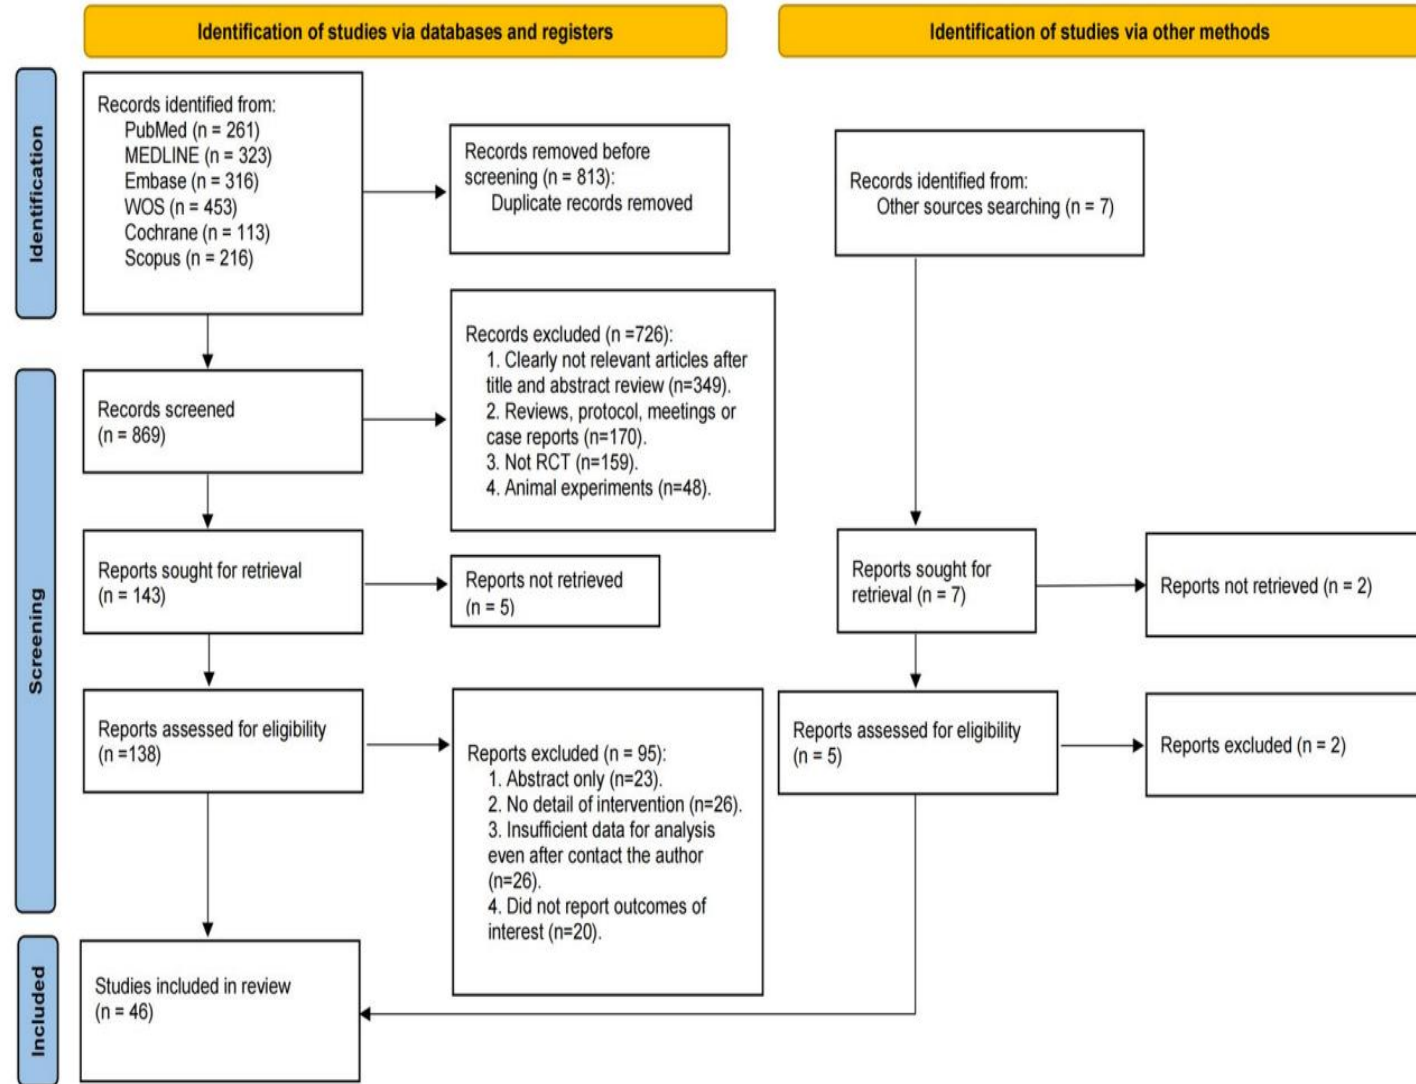 Identification of studies via databases and registers
Identification of studies via other methods
Identification
Records identified from:
PubMed (n = 261)
MEDLINE (n = 323)
Embase (n = 316)
WOS (n = 453)
Cochrane (n = 113)
Scopus (n = 216)
Records removed before
screening (n = 813):
Duplicate records removed
Records identified from:
Other sources searching (n = 7)
Screening
Records screened
(n = 869)
Records excluded (n =726):
1. Clearly not relevant articles after
title and abstract review (n=349).
2. Reviews, protocol, meetings or
case reports (n=170).
3. Not RCT (n=159).
4. Animal experiments (n=48).
Reports sought for retrieval
(n = 143)
Reports not retrieved
(n = 5)
Reports sought for
retrieval (n = 7)
Reports not retrieved (n = 2)
Reports assessed for eligibility
(n =138)
Reports excluded (n = 95):
1. Abstract only (n=23).
2. No detail of intervention (n=26).
3. Insufficient data for analysis
even after contact the author
(n=26).
4. Did not report outcomes of
interest (n=20).
Reports assessed for eligibility
(n = 5)
Reports excluded (n = 2)
Included
Studies included in review
(n = 46)